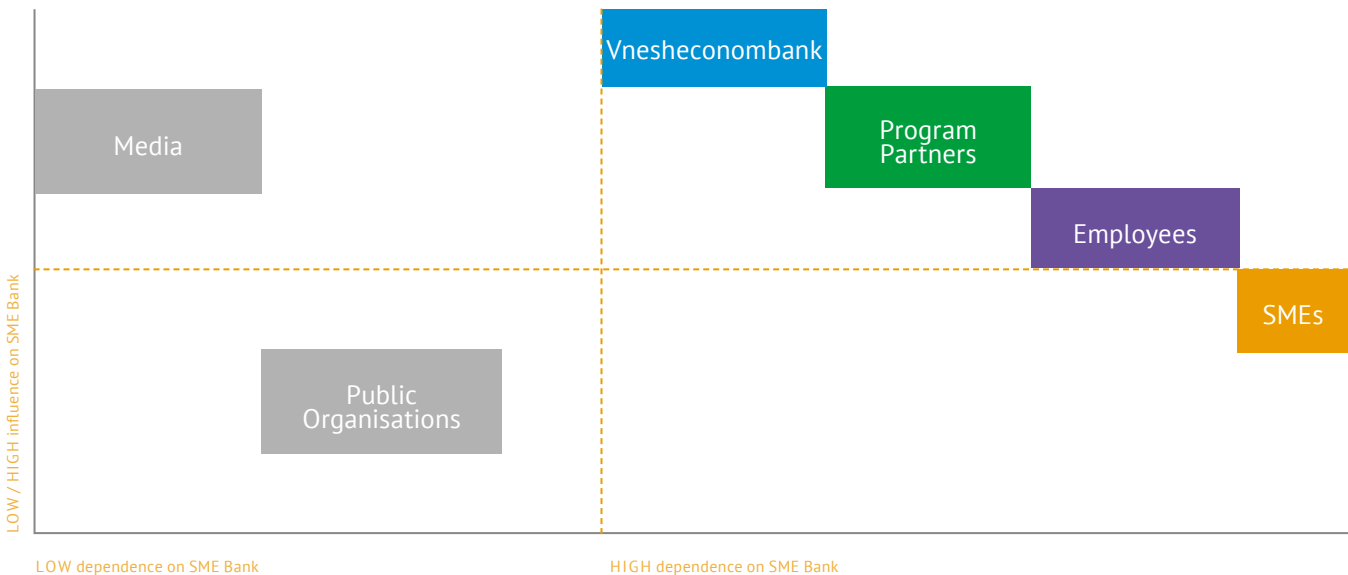 Vnesheconombank
Media
Program
Partners
Employees
SMEs
Public
Organisations
LOW / HIGH influence on SME Bank
LOW dependence on SME Bank
HIGH dependence on SME Bank